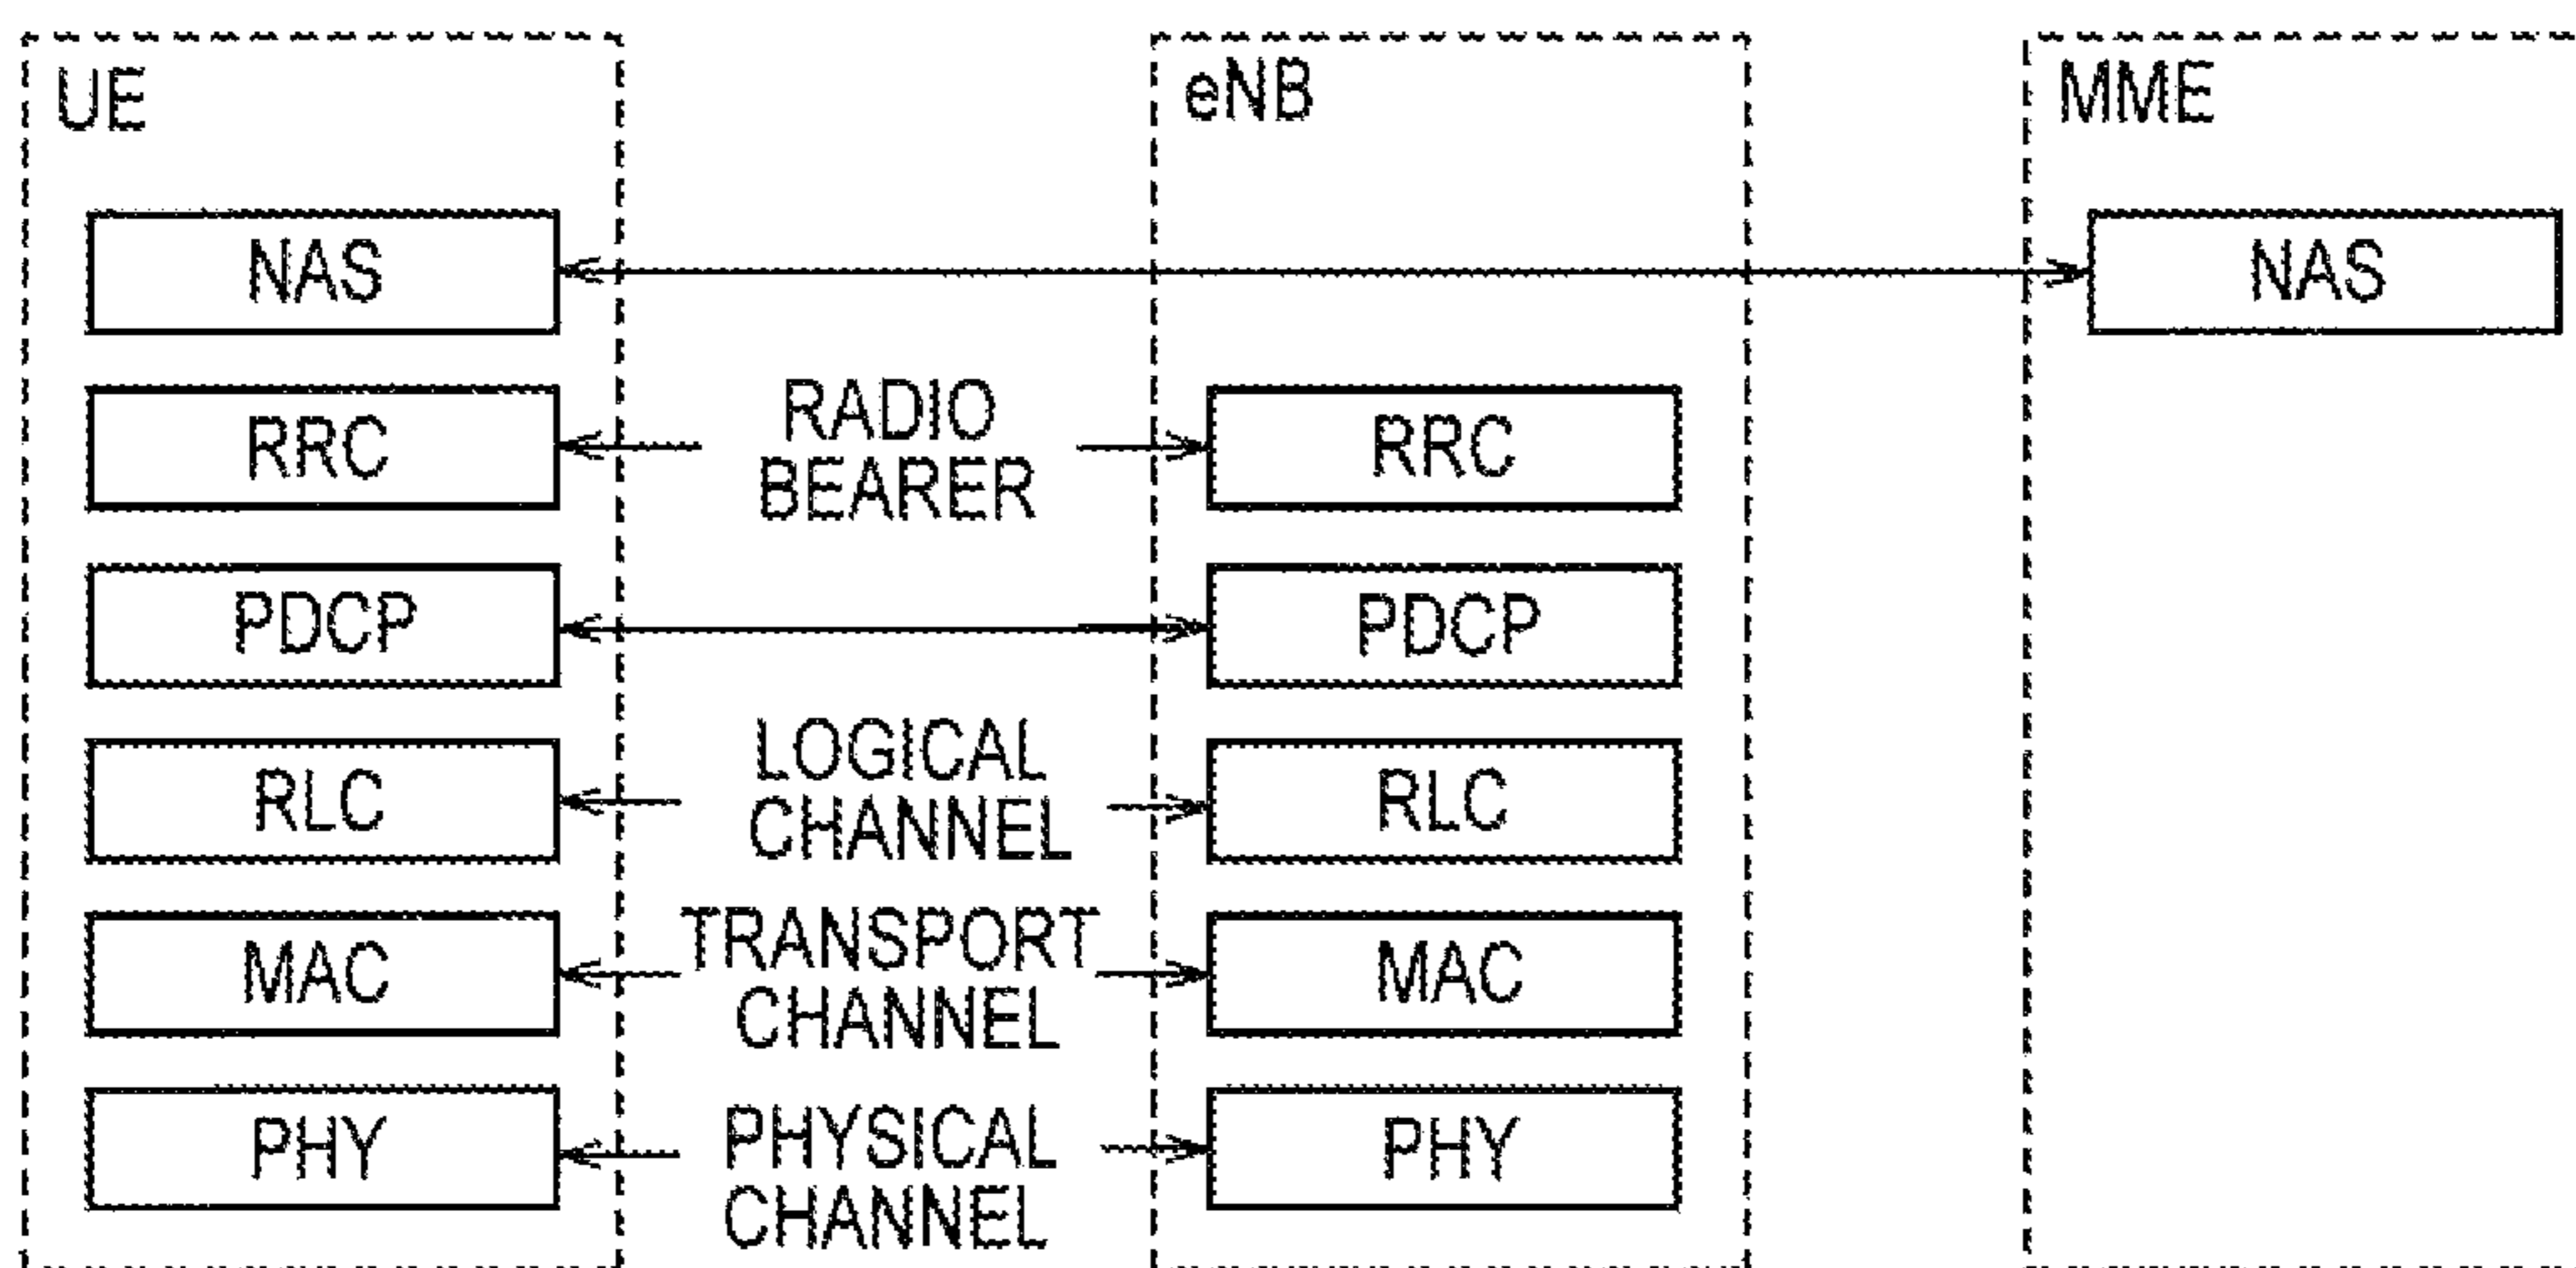 UE
eNB
MME
NAS
NAS
RRC
RADIO
BEARER
RRC
PDCP
PDCP
RLC
LOGICAL
CHANNEL
RLC
MAC
TRANSPORT
CHANNEL
MAC
PHY
PHYSICAL
CHANNEL
PHY